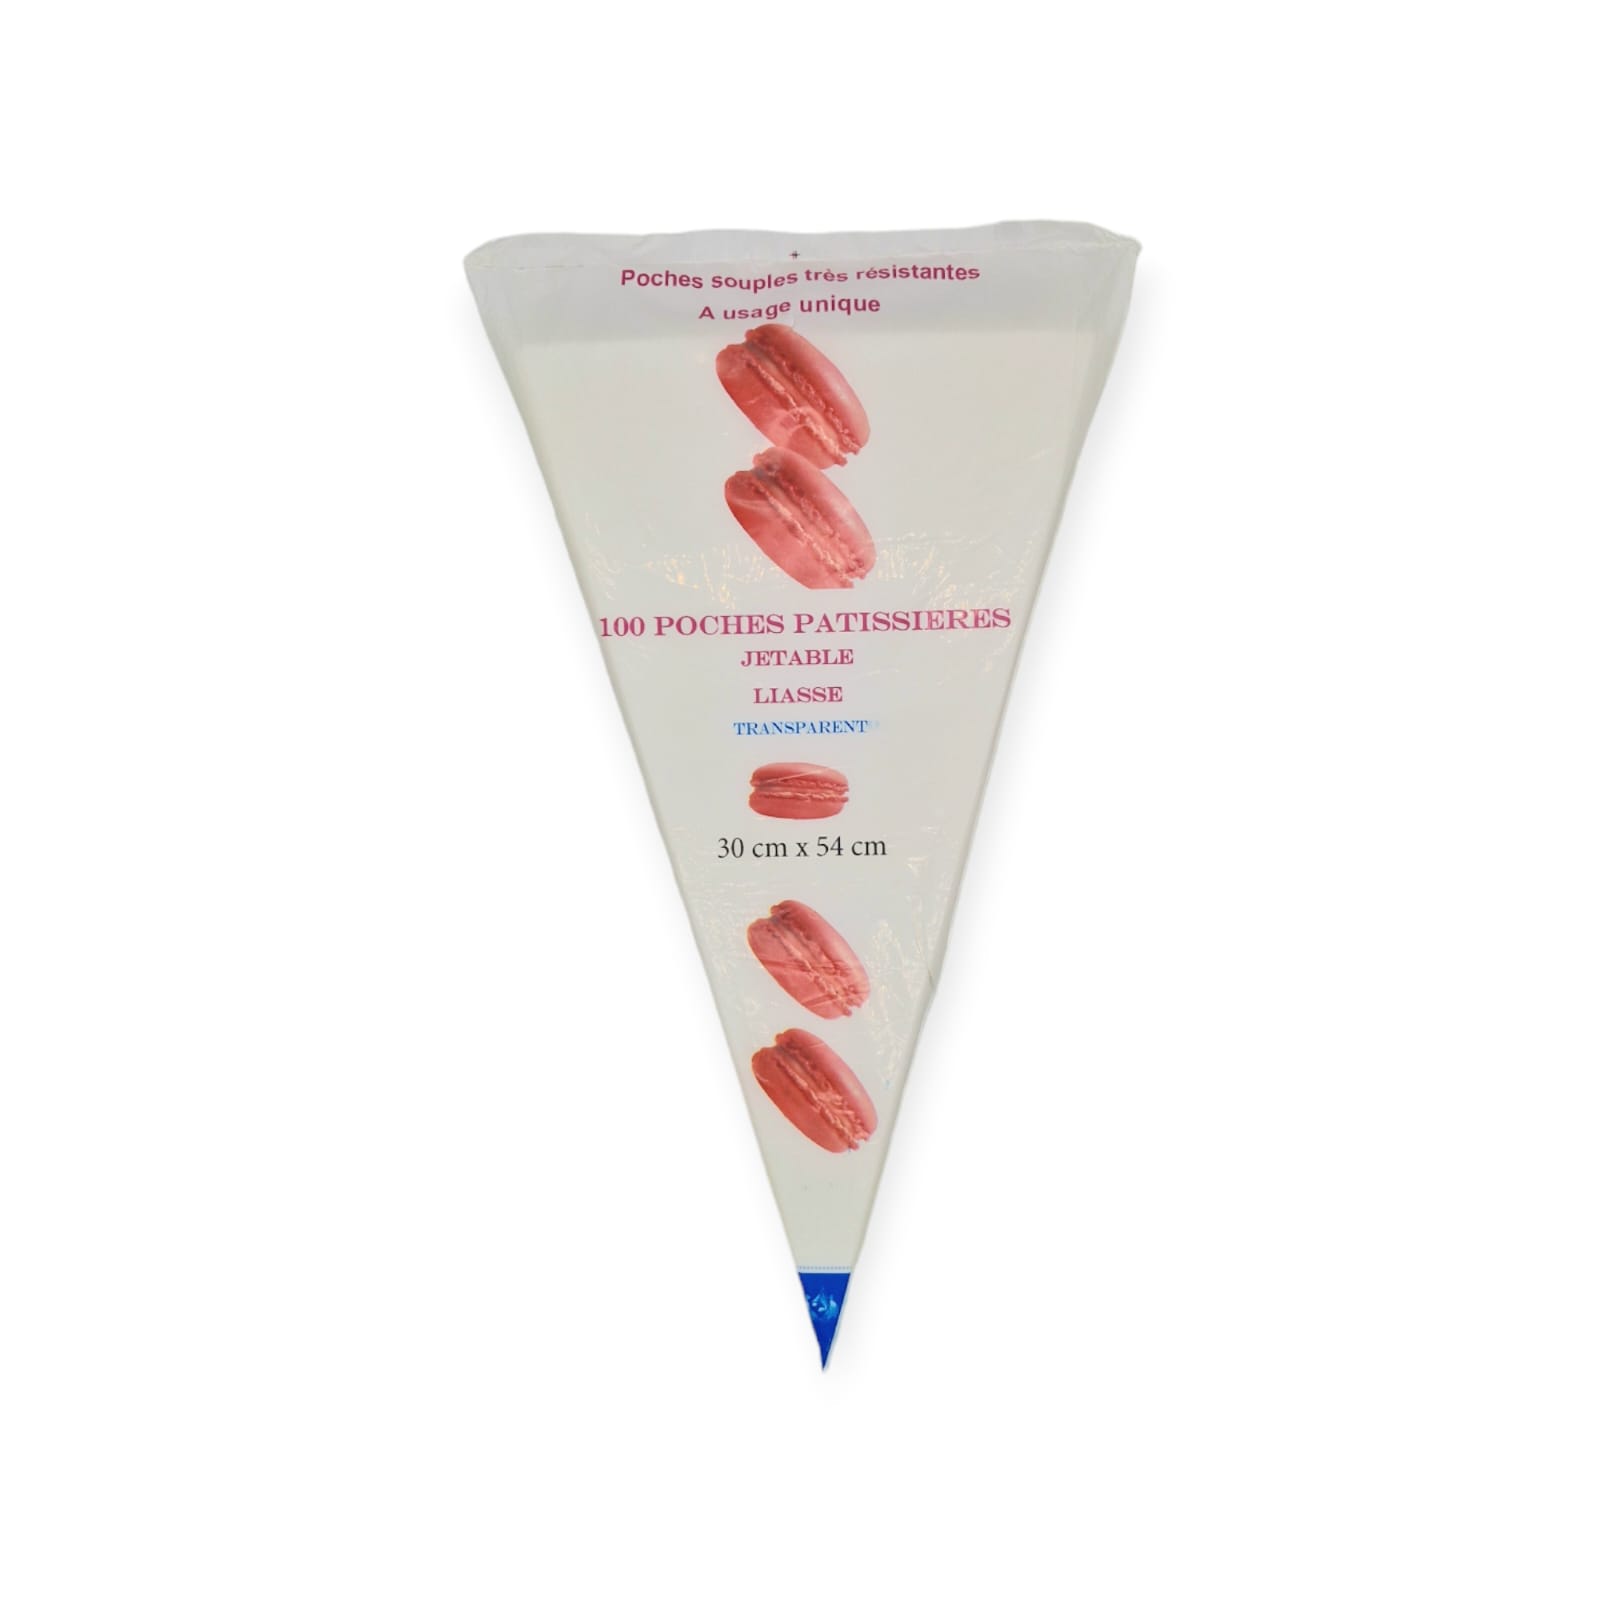 Poches souples très résistantes
A usage unique
100 POCHES PATISSIERES
JETABLE
LIASSE
TRANSPARENT
30 cm x 54 cm